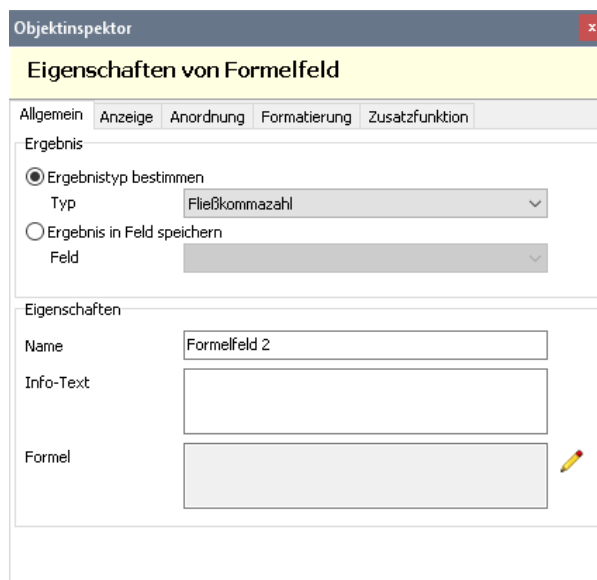 Objektinspektor
x
Eigenschaften von Formelfeld
Allgemein Anzeige Anordnung Formatierung Zusatzfunktion
Ergebnis
Ergebnistyp bestimmen
Typ Fließkommazahl
Ergebnis in Feld speichern
Feld
Eigenschaften
Name Formelfeld 2
Info-Text
Formel